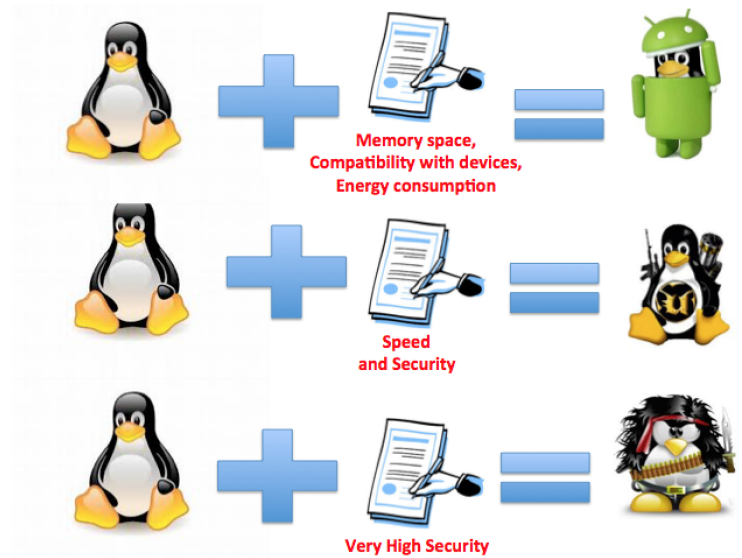 Memory space,
Compatibility with devices,
Energy consumption
Speed
and Security
Very High Security